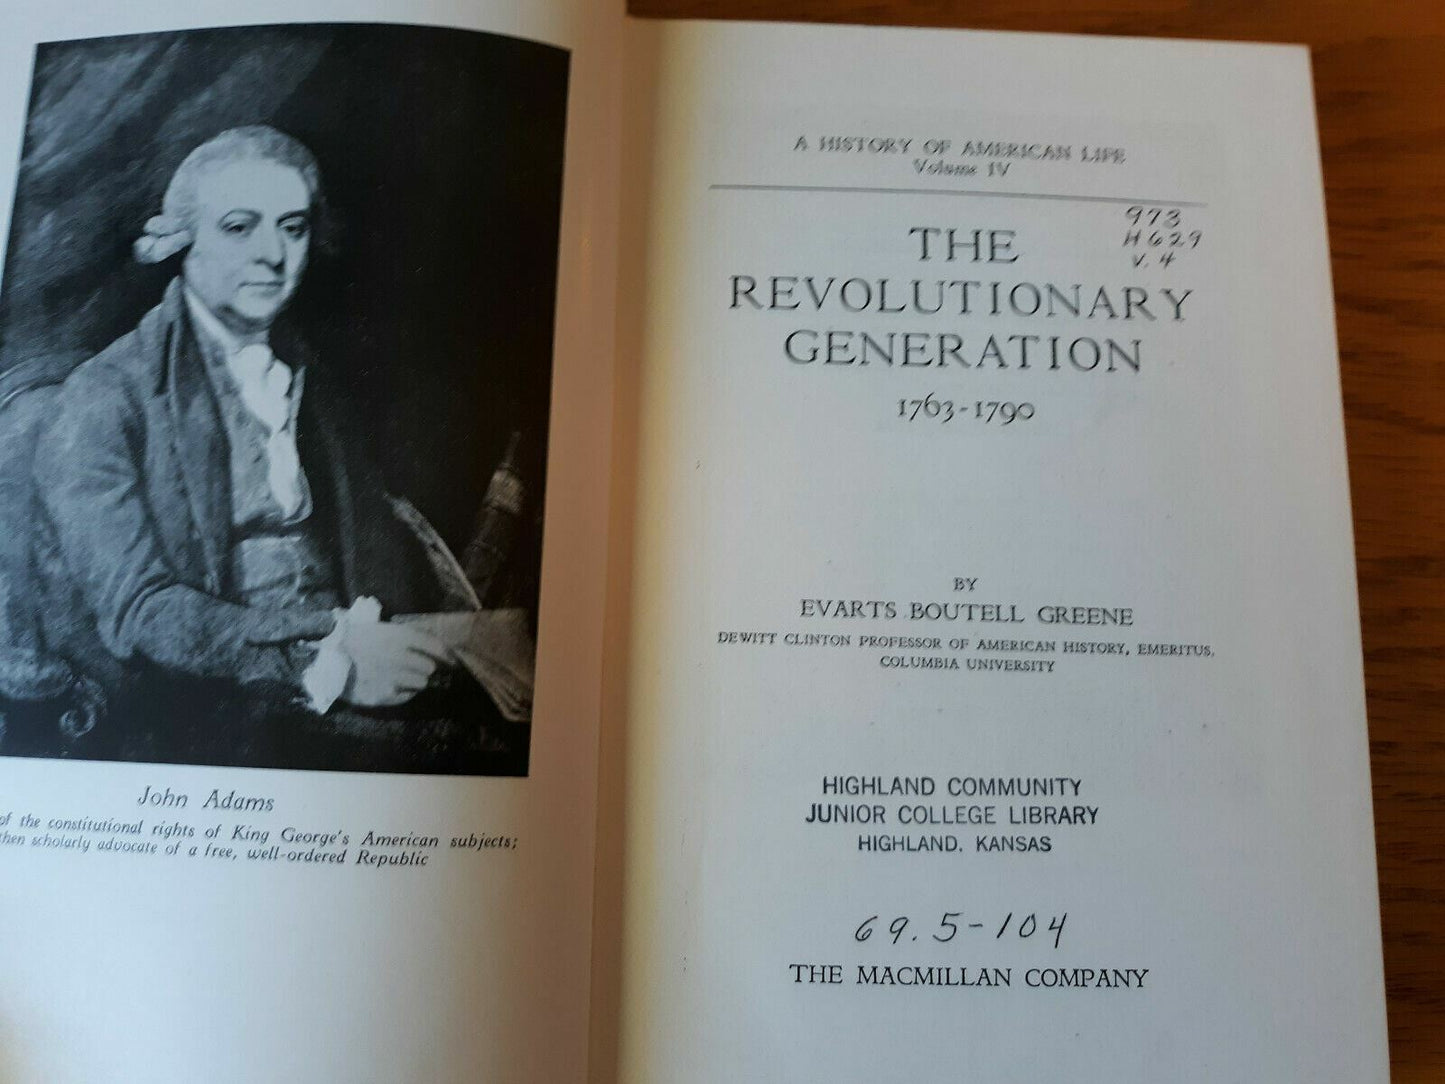 John Adams
of the constitutional rights of King George's American subjects;
then scholarly advocate of a free, well-ordered Republic
A HISTORY OF AMERICAN LIFE
Volume IV
973
H629
v. 4
THE
REVOLUTIONARY
GENERATION
1763-1790
BY
EVARTS BOUTELL GREENE
DEWITT CLINTON PROFESSOR OF AMERICAN HISTORY, EMERITUS,
COLUMBIA UNIVERSITY
HIGHLAND COMMUNITY
JUNIOR COLLEGE LIBRARY
HIGHLAND, KANSAS
69.5-104
THE MACMILLAN COMPANY